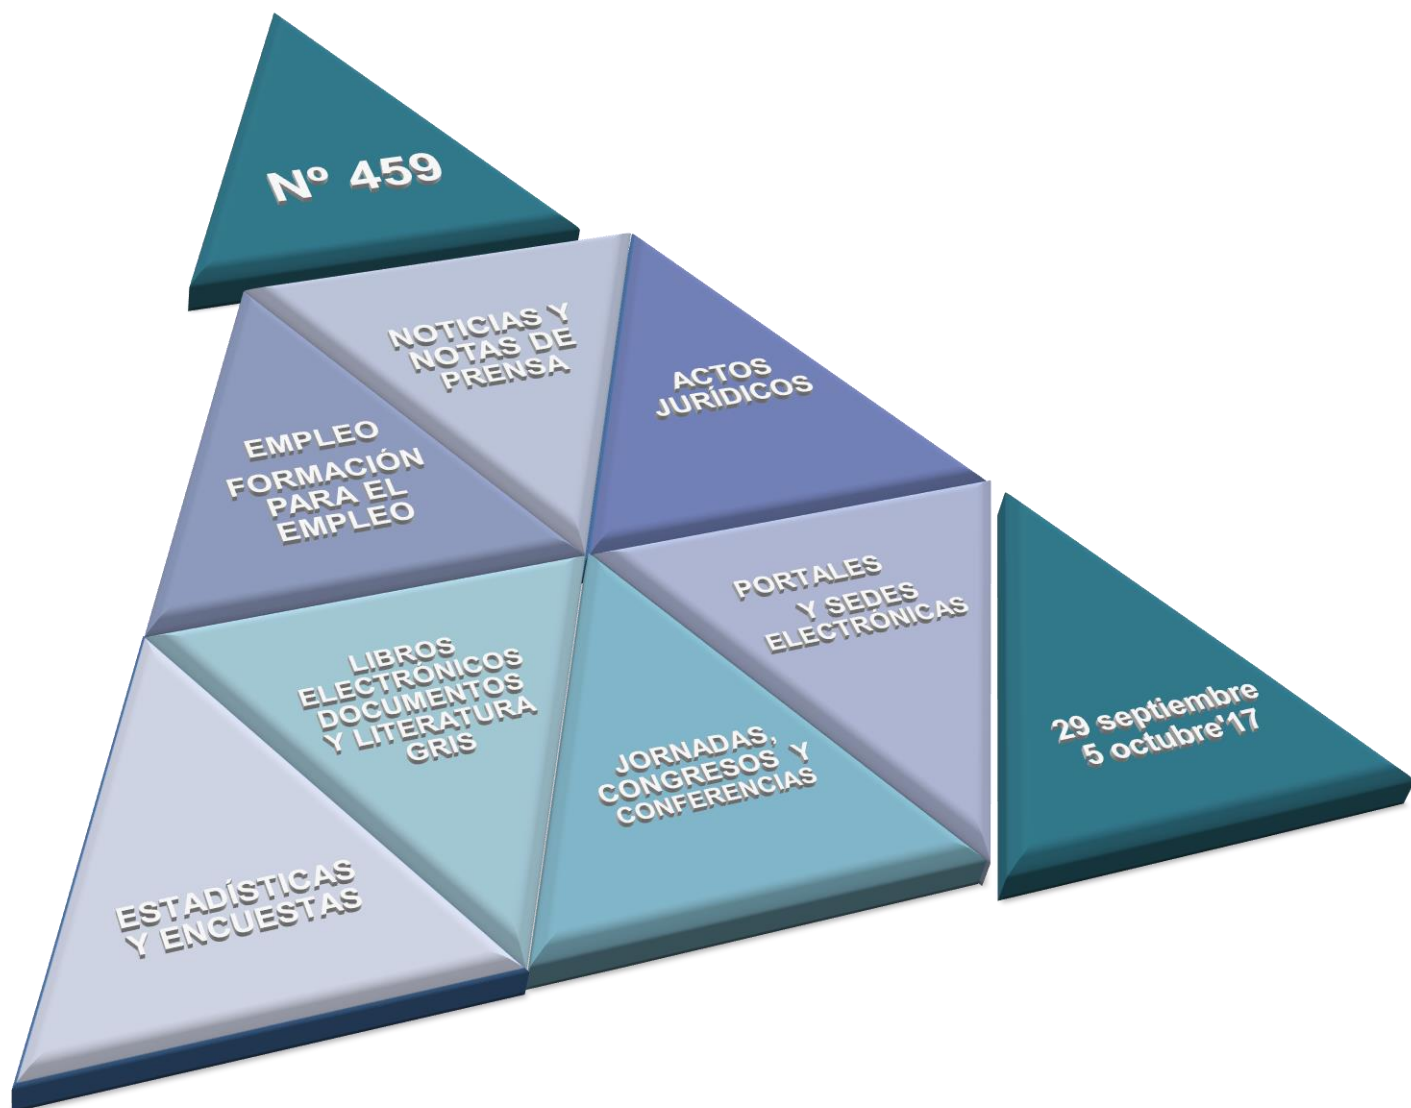 Nº 459
NOTICIAS Y
NOTAS DE
PRENSA
ACTOS
JURÍDICOS
EMPLEO
FORMACIÓN
PARA EL
EMPLEO
PORTALES
Y SEDES
ELECTRÓNICAS
LIBROS
ELECTRÓNICOS
DOCUMENTOS
Y LITERATURA
GRIS
JORNADAS,
CONGRESOS Y
CONFERENCIAS
29 septiembre
5 octubre'17
ESTADÍSTICAS
Y ENCUESTAS